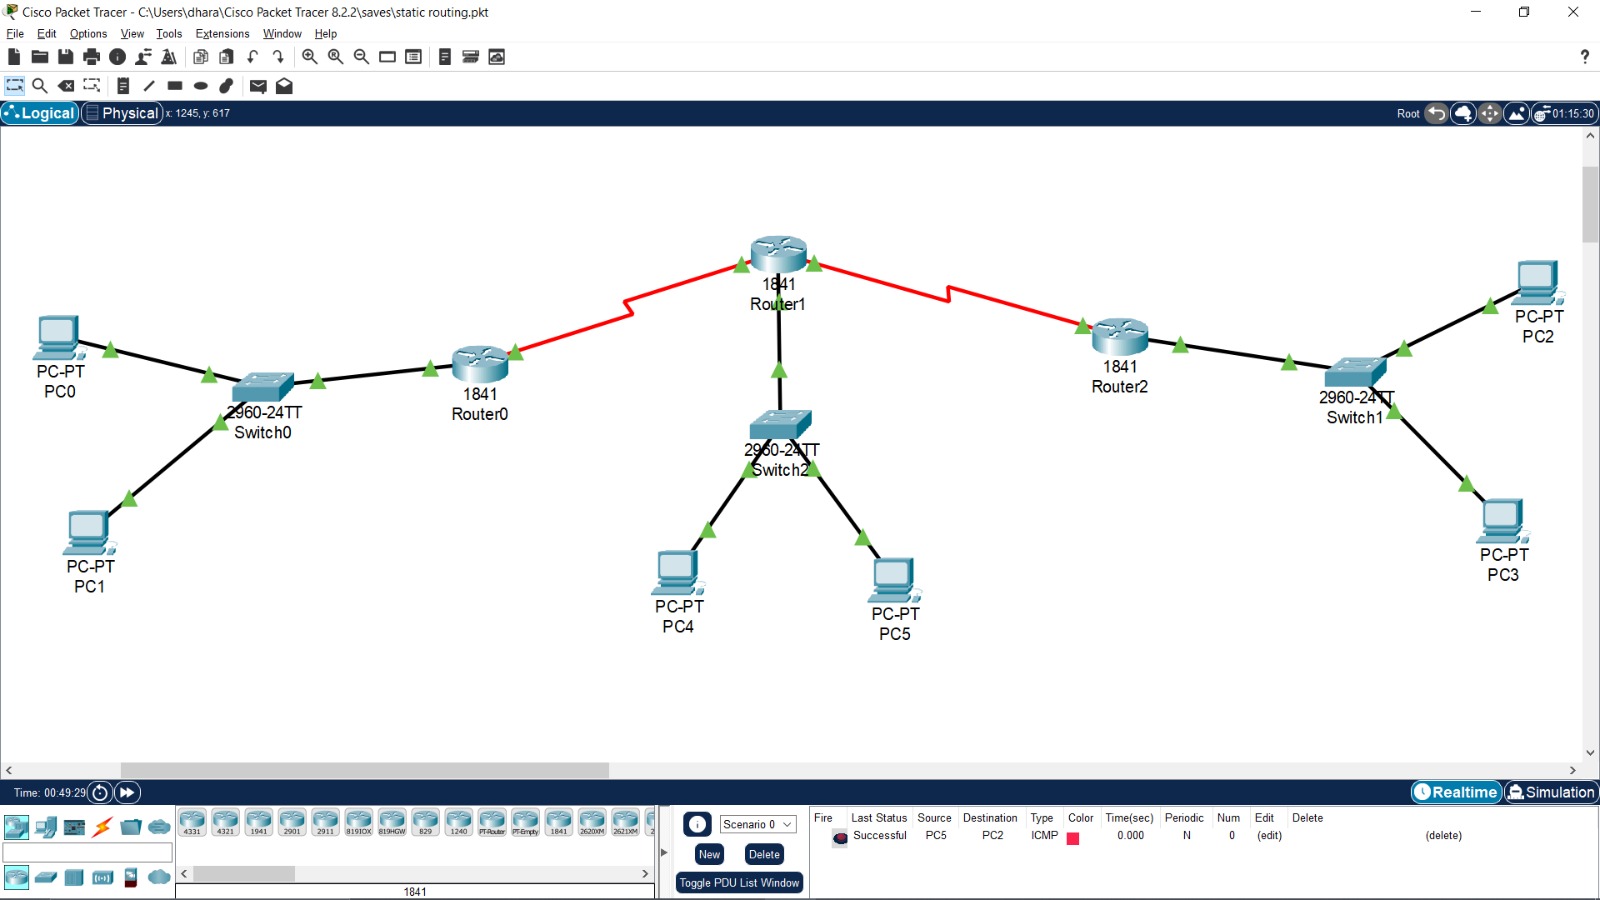 Cisco Packet Tracer - C:\Users\dhara\Cisco Packet Tracer 8.2.2\saves\static routing.pkt
File Edit Options View Tools Extensions Window Help
?
Logical Physical x: 1245, y: 617 Root 01:15:30
1841
Router1
PC-PT
PC2
PC-PT
PC0
1841
Router0
1841
Router2
2960-24TT
Switch0
2960-24TT
Switch1
2960-24TT
Switch2
PC-PT
PC1
PC-PT
PC4
PC-PT
PC5
PC-PT
PC3
Time: 00:49:29 Realtime Simulation
4331 4321 1941 2901 2911 819IOX 819HGW 829 1240 PT-Router PT-Empty 1841 2620XM 2621XM 2
1841
Scenario 0
New Delete
Toggle PDU List Window
Fire Last Status Source Destination Type Color Time(sec) Periodic Num Edit Delete
Successful PC5 PC2 ICMP 0.000 N 0 (edit) (delete)